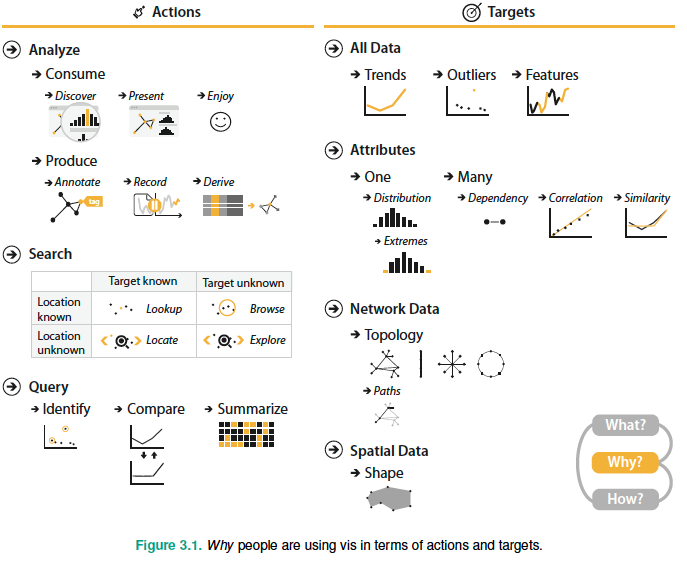 Actions
Analyze
➔ Consume
➔ Discover ➔ Present ➔ Enjoy
➔ Produce
➔ Annotate ➔ Record ➔ Derive
tag
Search
Target known Target unknown
Location known Lookup Browse
Location unknown Locate Explore
Query
➔ Identify ➔ Compare ➔ Summarize
Targets
All Data
➔ Trends ➔ Outliers ➔ Features
Attributes
➔ One ➔ Many
➔ Distribution ➔ Dependency ➔ Correlation ➔ Similarity
➔ Extremes
Network Data
➔ Topology
➔ Paths
Spatial Data
➔ Shape
What?
Why?
How?
Figure 3.1. Why people are using vis in terms of actions and targets.